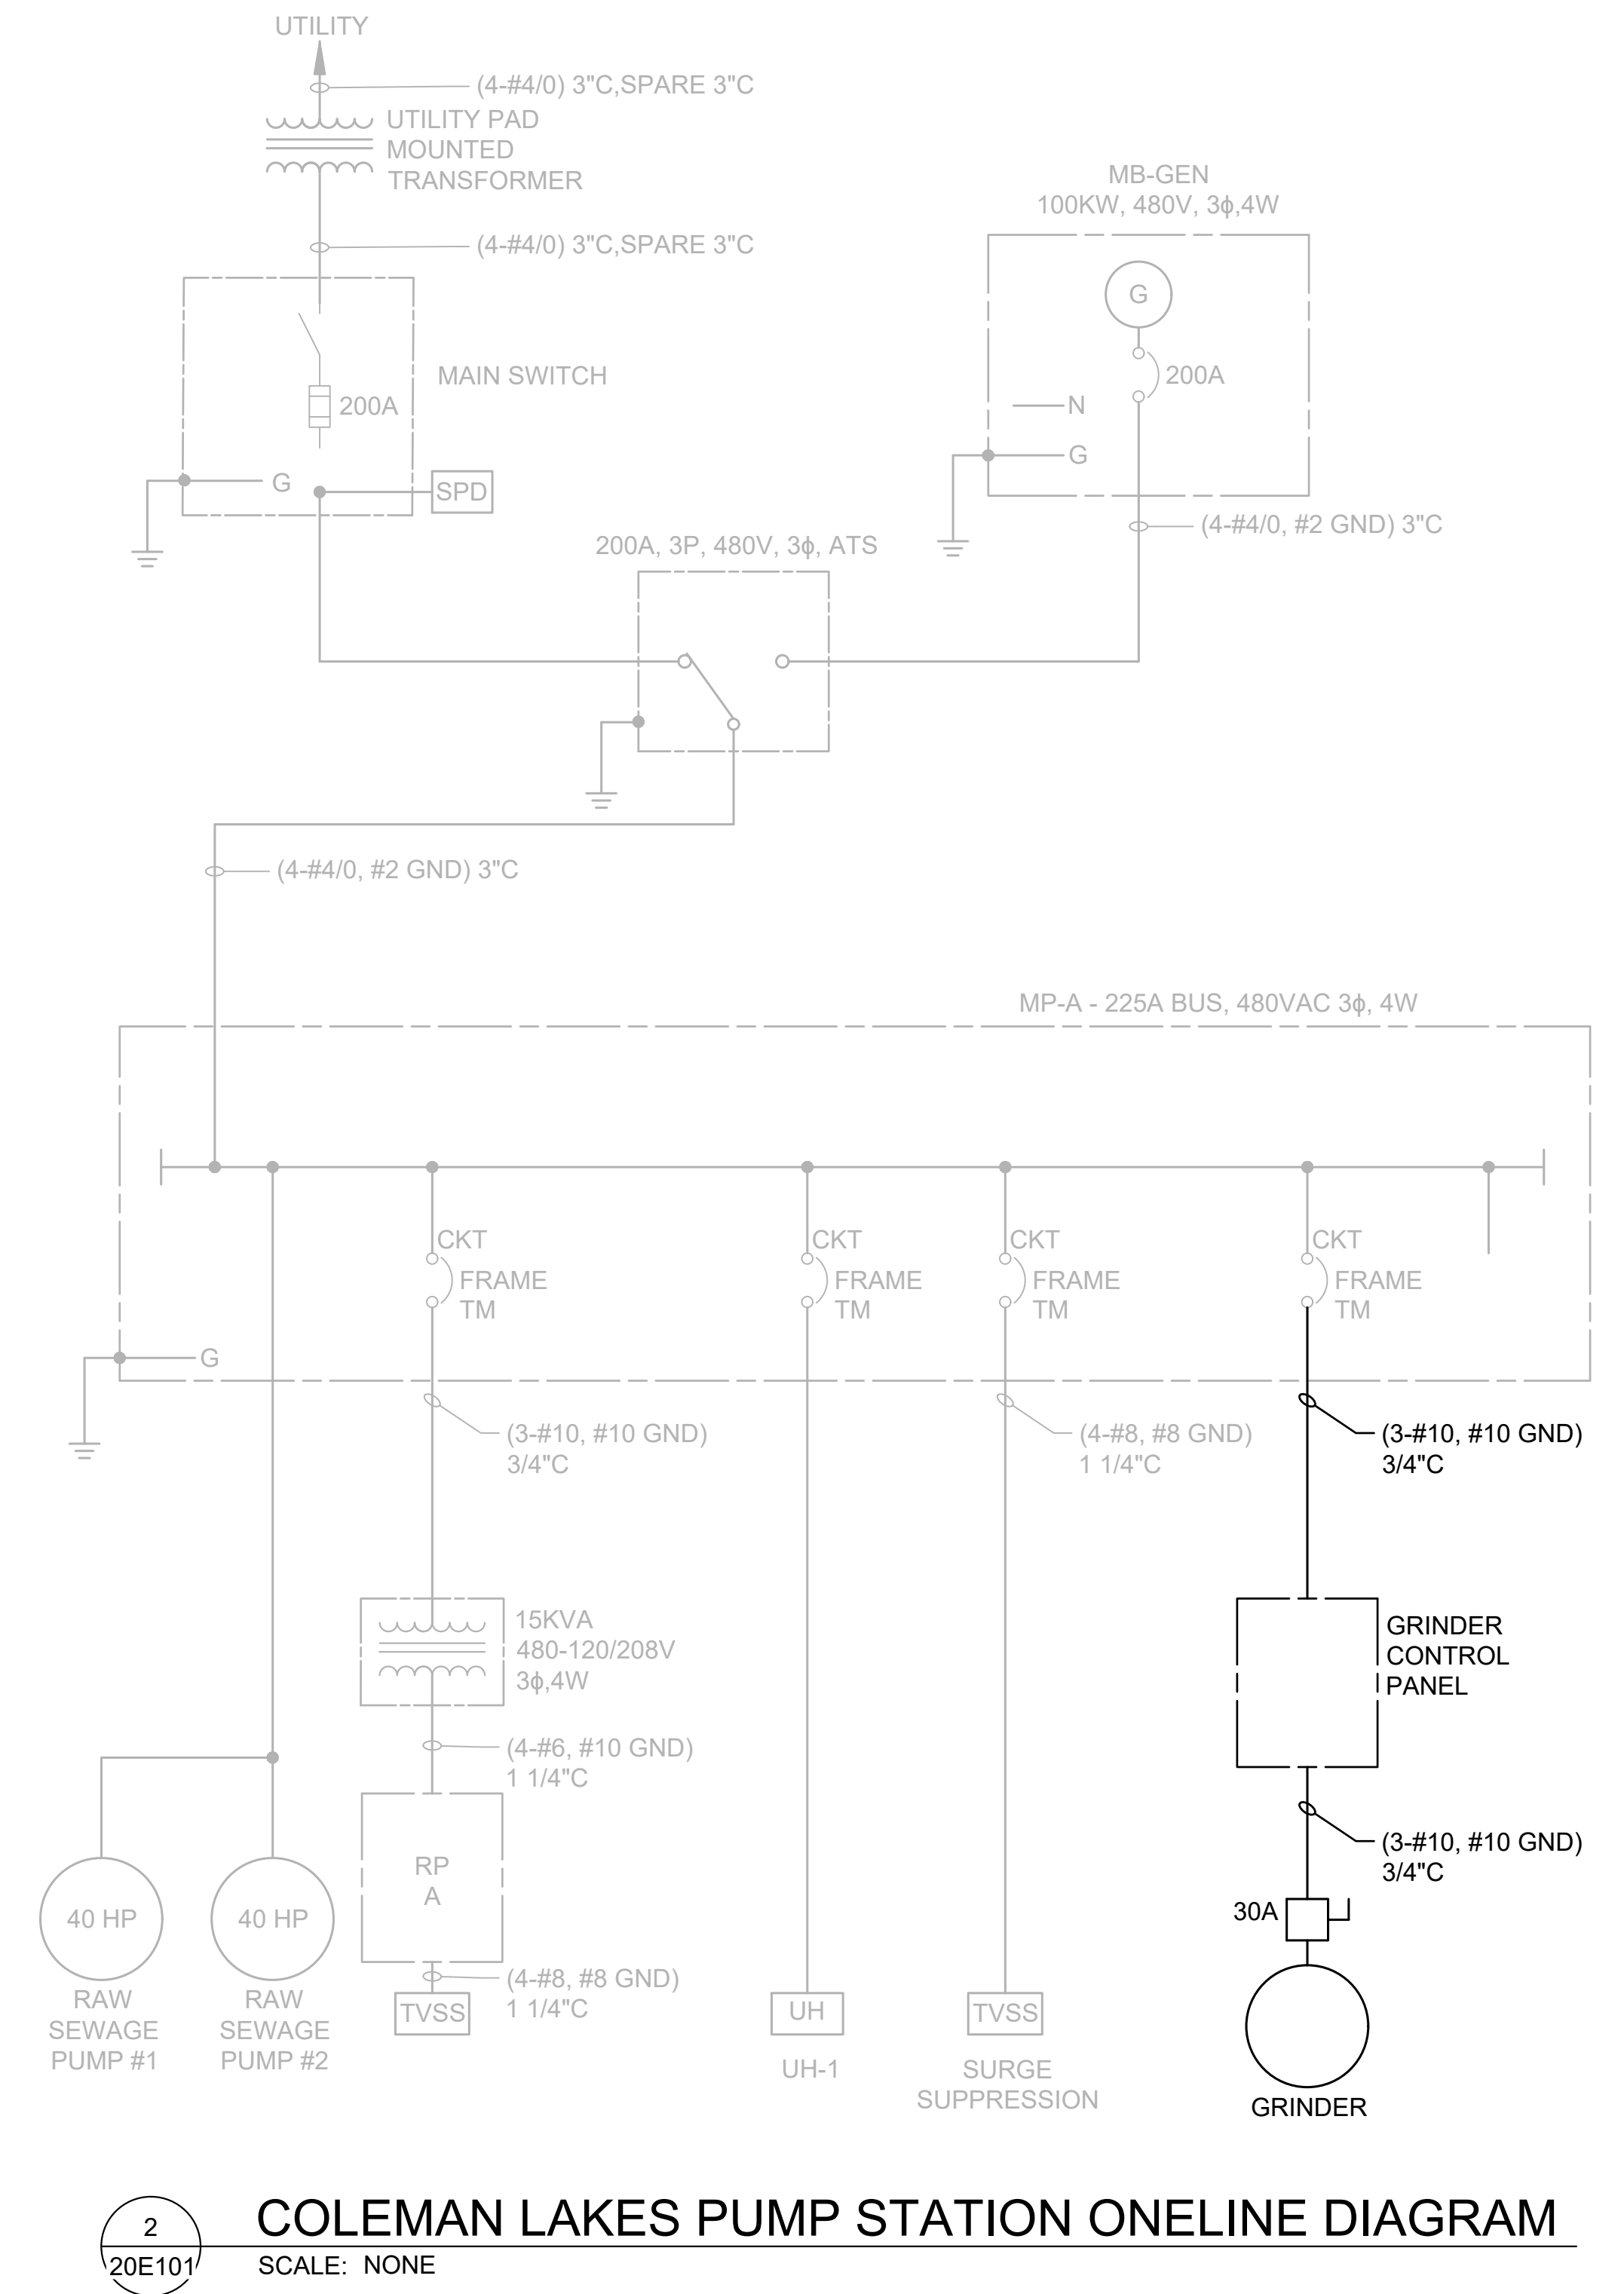 UTILITY
(4-#4/0) 3"C,SPARE 3"C
UTILITY PAD
MOUNTED
TRANSFORMER
(4-#4/0) 3"C,SPARE 3"C
MAIN SWITCH
200A
G
SPD
MB-GEN
100KW, 480V, 3ϕ,4W
G
200A
N
G
(4-#4/0, #2 GND) 3"C
200A, 3P, 480V, 3ϕ, ATS
(4-#4/0, #2 GND) 3"C
MP-A - 225A BUS, 480VAC 3ϕ, 4W
CKT
FRAME
TM
CKT
FRAME
TM
CKT
FRAME
TM
CKT
FRAME
TM
G
(3-#10, #10 GND)
3/4"C
(4-#8, #8 GND)
1 1/4"C
(3-#10, #10 GND)
3/4"C
15KVA
480-120/208V
3ϕ,4W
GRINDER
CONTROL
PANEL
(4-#6, #10 GND)
1 1/4"C
RP
A
(3-#10, #10 GND)
3/4"C
30A
40 HP
40 HP
(4-#8, #8 GND)
1 1/4"C
TVSS
UH
TVSS
RAW
SEWAGE
PUMP #1
RAW
SEWAGE
PUMP #2
UH-1
SURGE
SUPPRESSION
GRINDER
2
20E101
COLEMAN LAKES PUMP STATION ONELINE DIAGRAM
SCALE: NONE